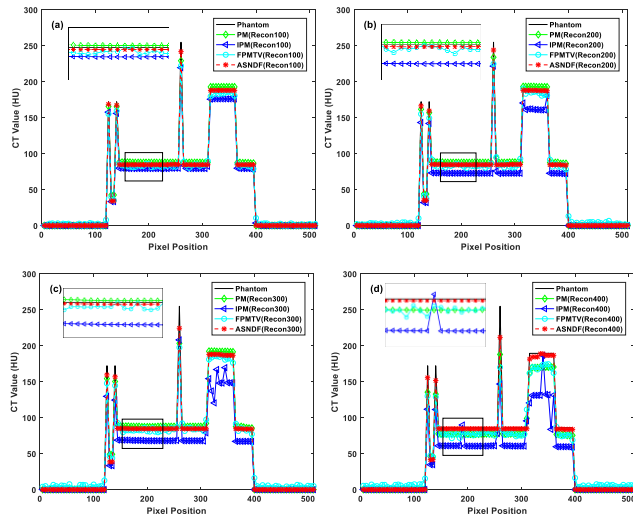 (a)
Phantom
PM(Recon100)
IPM(Recon100)
FPMTV(Recon100)
ASNDF(Recon100)
CT Value (HU)
300
250
200
150
100
50
0
0 100 200 300 400 500
Pixel Position
(b)
Phantom
PM(Recon200)
IPM(Recon200)
FPMTV(Recon200)
ASNDF(Recon200)
CT Value (HU)
300
250
200
150
100
50
0
0 100 200 300 400 500
Pixel Position
(c)
Phantom
PM(Recon300)
IPM(Recon300)
FPMTV(Recon300)
ASNDF(Recon300)
CT Value (HU)
300
250
200
150
100
50
0
0 100 200 300 400 500
Pixel Position
(d)
Phantom
PM(Recon400)
IPM(Recon400)
FPMTV(Recon400)
ASNDF(Recon400)
CT Value (HU)
300
250
200
150
100
50
0
0 100 200 300 400 500
Pixel Position